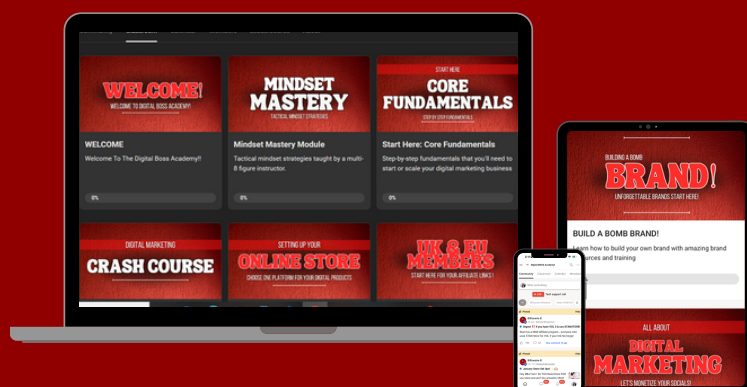 WELCOME!
WELCOME TO DIGITAL BOSS ACADEMY!
WELCOME
Welcome To The Digital Boss Academy!!
0%
MINDSET
MASTERY
TACTICAL MINDSET STRATEGIES
Mindset Mastery Module
Tactical mindset strategies taught by a multi-
8 figure instructor.
0%
START HERE
CORE
FUNDAMENTALS
STEP BY STEP FUNDAMENTALS
Start Here: Core Fundamentals
Step-by-step fundamentals that you'll need to
start or scale your digital marketing business
0%
DIGITAL MARKETING
CRASH COURSE
SETTING UP YOUR
ONLINE STORE
CHOOSE ONE PLATFORM FOR YOUR DIGITAL PRODUCTS
UK & EU
MEMBERS
START HERE FOR YOUR AFFILIATE LINKS!
BUILDING A BOMB
BRAND!
UNFORGETTABLE BRANDS START HERE!
BUILD A BOMB BRAND!
Learn how to build your own brand with amazing brand
and training
ALL ABOUT
DIGITAL
MARKETING
LET'S MONETIZE YOUR SOCIALS!